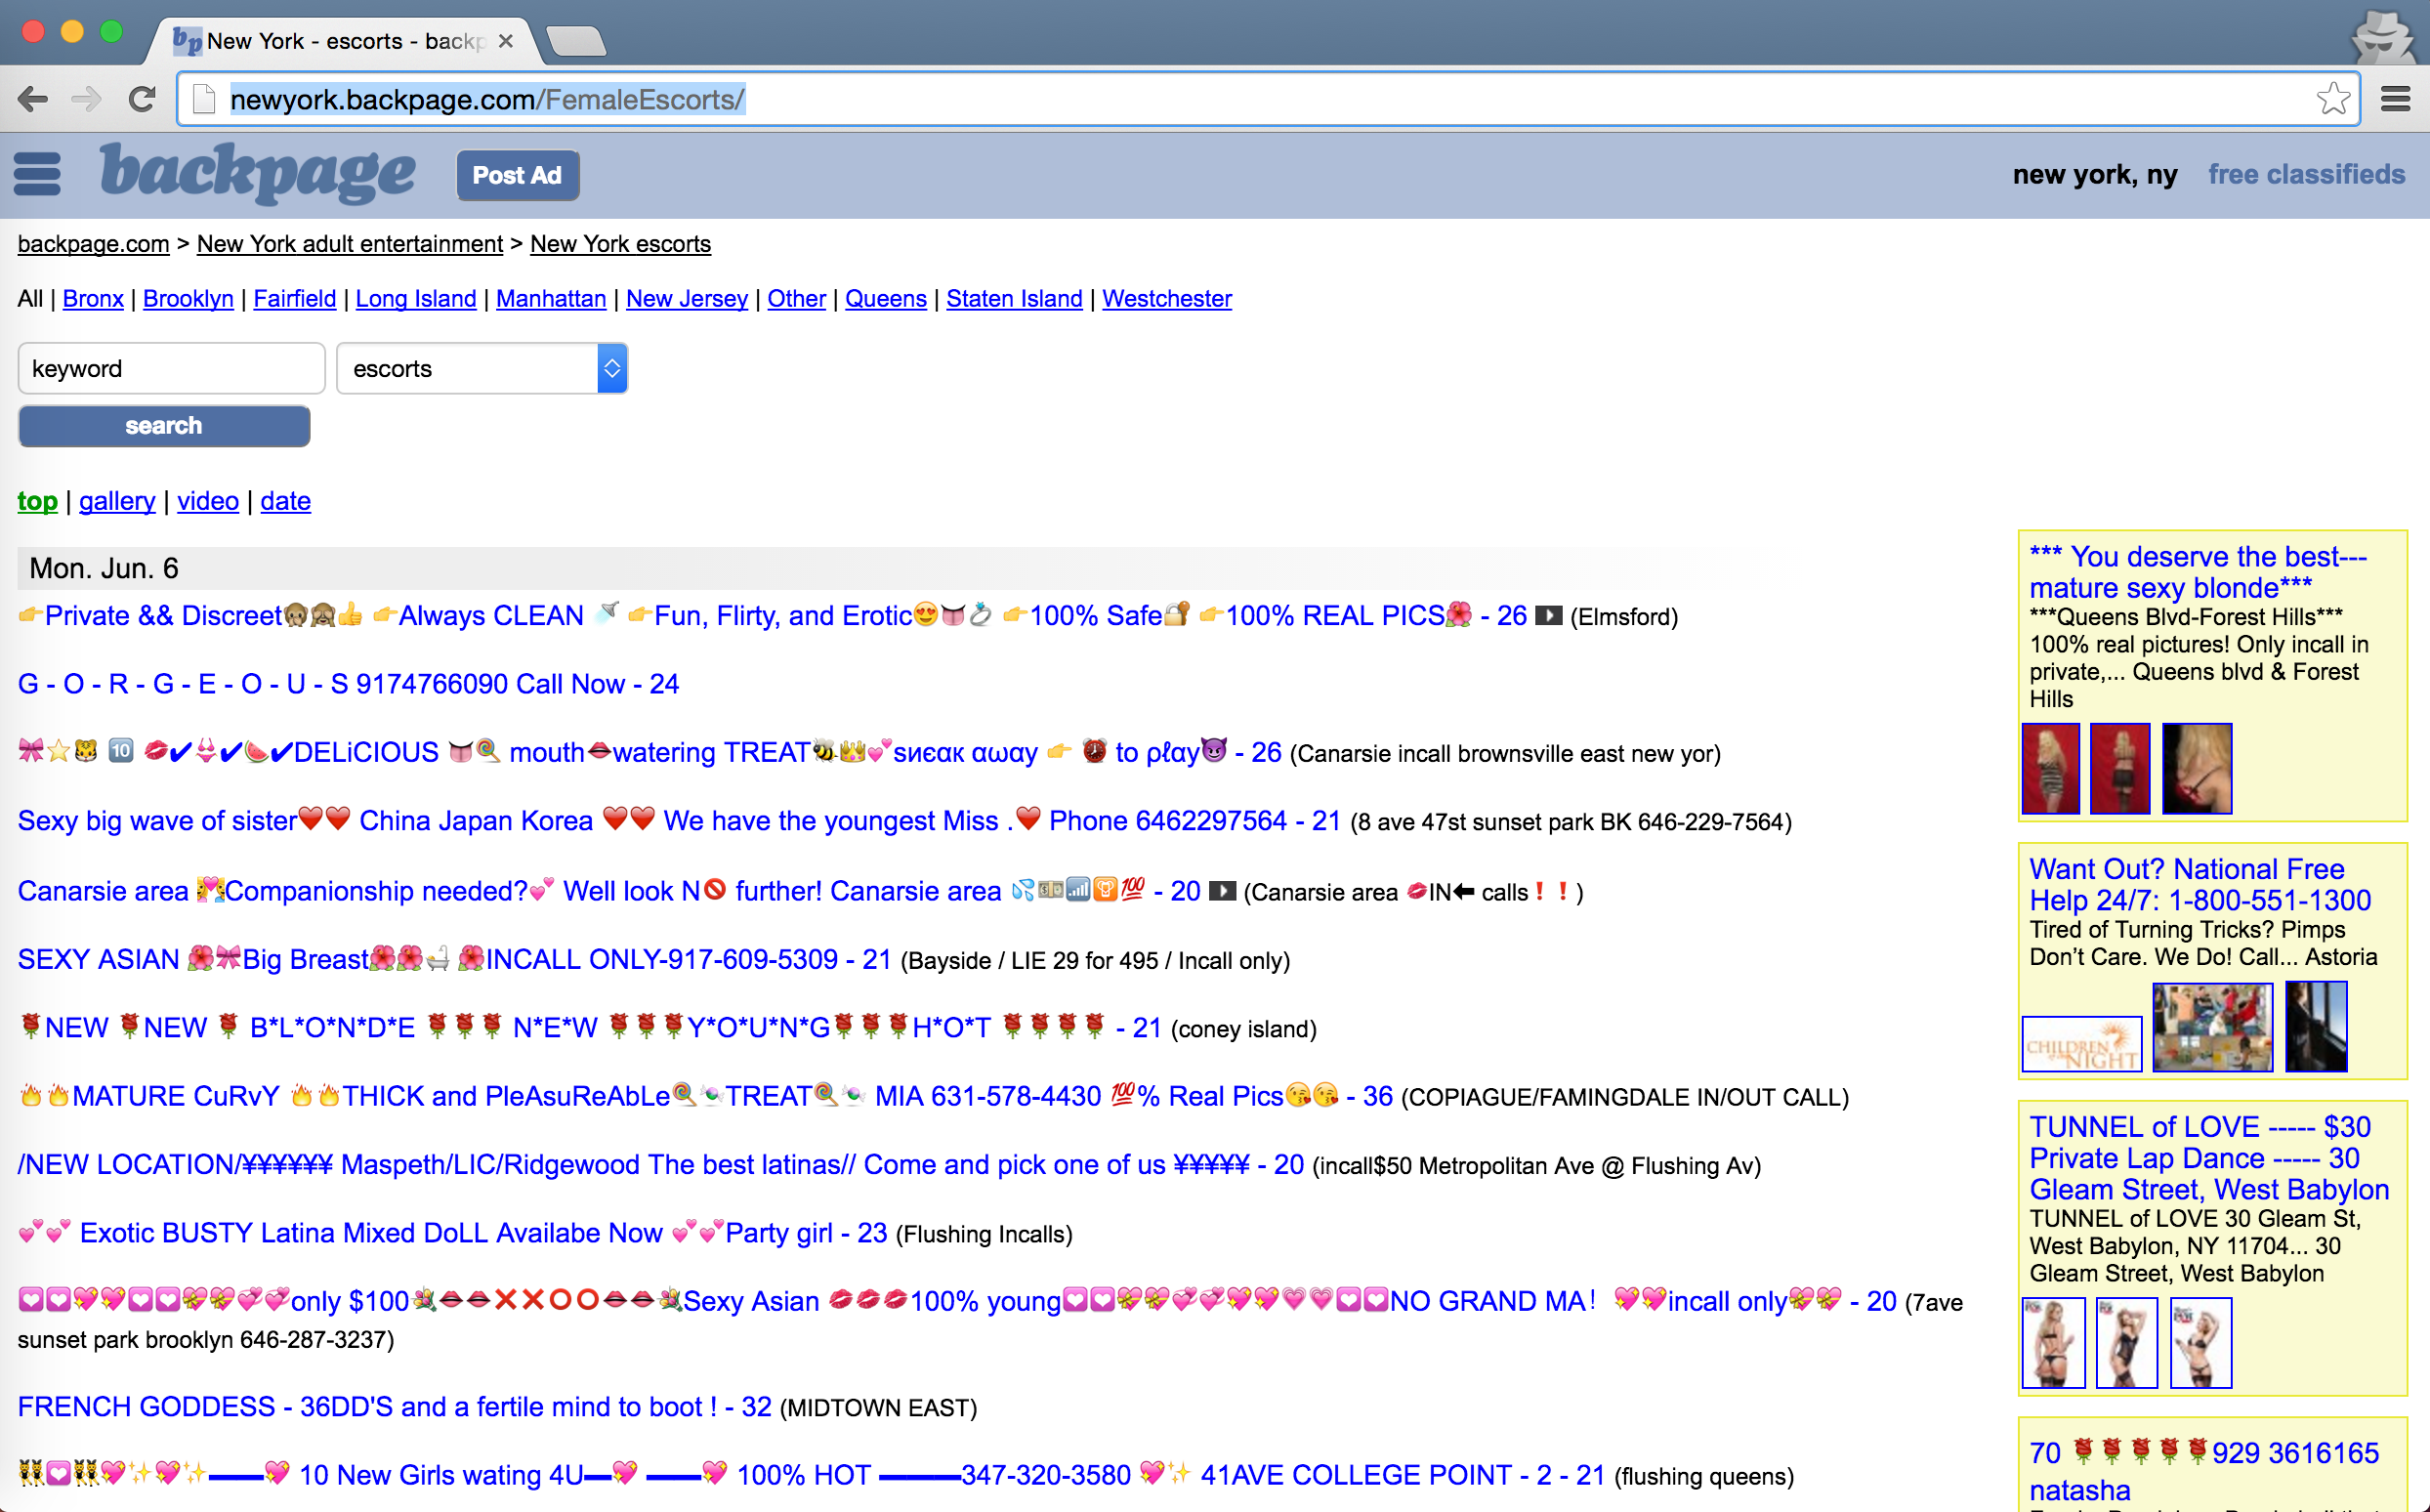 New York - escorts - backp
newyork.backpage.com/FemaleEscorts/
backpage
Post Ad
new york, ny free classifieds
backpage.com > New York adult entertainment > New York escorts
All | Bronx | Brooklyn | Fairfield | Long Island | Manhattan | New Jersey | Other | Queens | Staten Island | Westchester
keyword escorts
search
top | gallery | video | date
Mon. Jun. 6
👉Private && Discreet🙊🙈👍 👉Always CLEAN 🚿 👉Fun, Flirty, and Erotic😍👅💍 👉100% Safe🔐 👉100% REAL PICS🌺 - 26 (Elmsford)
G - O - R - G - E - O - U - S 9174766090 Call Now - 24
🎀⭐🐯 🔟 💋✔👙✔🍉✔DELiCIOUS 👅🍭 mouth👄watering TREAT🐝👑💕sиєαк αωαy 👉 ⏰ to ρℓαy😈 - 26 (Canarsie incall brownsville east new yor)
Sexy big wave of sister❤❤ China Japan Korea ❤❤ We have the youngest Miss .❤ Phone 6462297564 - 21 (8 ave 47st sunset park BK 646-229-7564)
Canarsie area 💏Companionship needed?💕 Well look N🚫 further! Canarsie area 💦💵📶💯 - 20 (Canarsie area 💋IN⬅ calls❗❗)
SEXY ASIAN 🌺🎀Big Breast🌺🌺🛀 🌺INCALL ONLY-917-609-5309 - 21 (Bayside / LIE 29 for 495 / Incall only)
🌹NEW 🌹NEW 🌹 B*L*O*N*D*E 🌹🌹🌹 N*E*W 🌹🌹🌹Y*O*U*N*G🌹🌹🌹H*O*T 🌹🌹🌹🌹 - 21 (coney island)
🔥🔥MATURE CuRvY 🔥🔥THICK and PleAsuReAbLe🍭🍬TREAT🍭🍬 MIA 631-578-4430 💯% Real Pics😘😘 - 36 (COPIAGUE/FAMINGDALE IN/OUT CALL)
/NEW LOCATION/¥¥¥¥¥¥ Maspeth/LIC/Ridgewood The best latinas// Come and pick one of us ¥¥¥¥¥ - 20 (incall$50 Metropolitan Ave @ Flushing Av)
💕💕 Exotic BUSTY Latina Mixed DoLL Availabe Now 💕💕Party girl - 23 (Flushing Incalls)
💟💟💖💖💟💟💝💝💞💞only $100💐👄👄❌❌⭕⭕👄👄💐Sexy Asian 💋💋💋100% young💟💟💝💝💞💞💖💖💗💗💟💟NO GRAND MA！ 💖💖incall only💝💝 - 20 (7ave
sunset park brooklyn 646-287-3237)
FRENCH GODDESS - 36DD'S and a fertile mind to boot ! - 32 (MIDTOWN EAST)
👯💟👯💖✨💖✨▬▬💖 10 New Girls wating 4U▬💖 ▬▬💖 100% HOT ▬▬▬347-320-3580 💖✨ 41AVE COLLEGE POINT - 2 - 21 (flushing queens)
*** You deserve the best---
mature sexy blonde***
***Queens Blvd-Forest Hills***
100% real pictures! Only incall in
private,... Queens blvd & Forest
Hills
Want Out? National Free
Help 24/7: 1-800-551-1300
Tired of Turning Tricks? Pimps
Don’t Care. We Do! Call... Astoria
CHILDREN
of the NIGHT
TUNNEL of LOVE ----- $30
Private Lap Dance ----- 30
Gleam Street, West Babylon
TUNNEL of LOVE 30 Gleam St,
West Babylon, NY 11704... 30
Gleam Street, West Babylon
70 🌹🌹🌹🌹🌹929 3616165
natasha